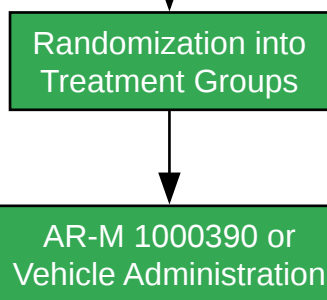 Randomization into
Treatment Groups
AR-M 1000390 or
Vehicle Administration